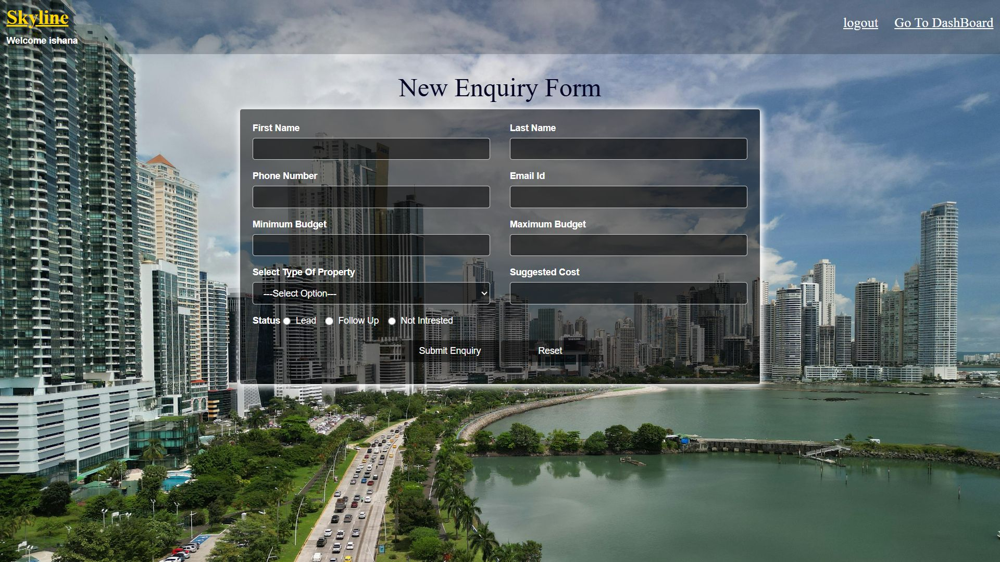 Skyline
Welcome ishana
logout Go To DashBoard
New Enquiry Form
First Name Last Name
Phone Number Email Id
Minimum Budget Maximum Budget
Select Type Of Property Suggested Cost
---Select Option---
Status Lead Follow Up Not Intrested
Submit Enquiry Reset
SAMSUNG